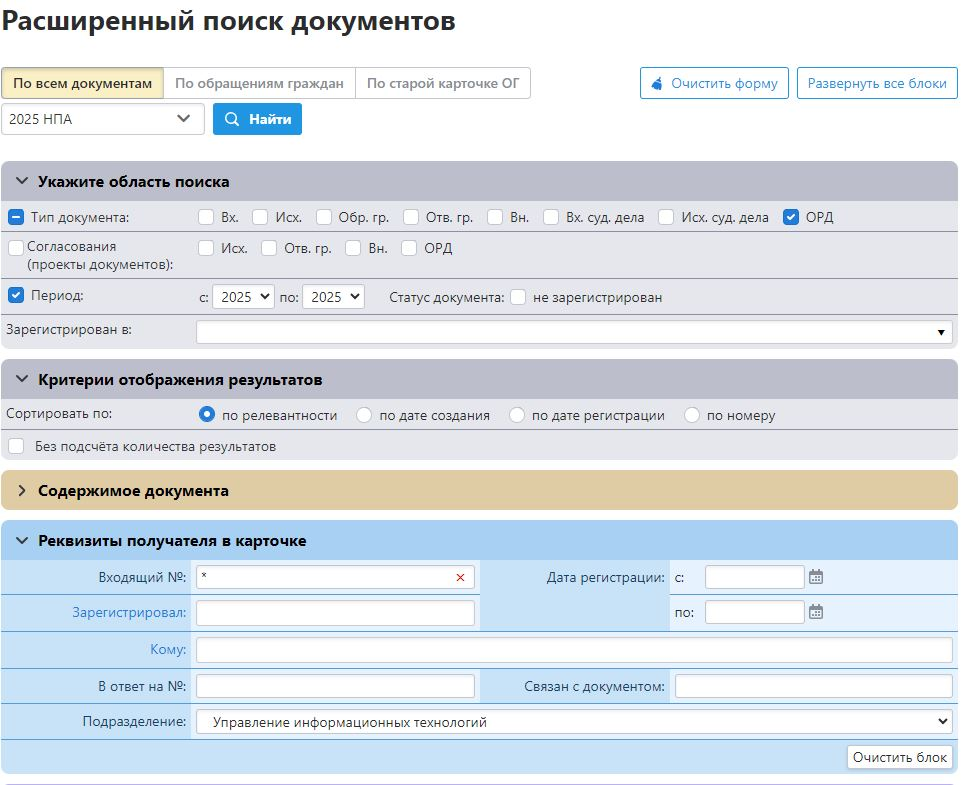 Расширенный поиск документов
По всем документам По обращениям граждан По старой карточке ОГ Очистить форму Развернуть все блоки
2025 НПА Найти
Укажите область поиска
Тип документа: Вх. Исх. Обр. гр. Отв. гр. Вн. Вх. суд. дела Исх. суд. дела ОРД
Согласования
(проекты документов): Исх. Отв. гр. Вн. ОРД
Период: с: 2025 по: 2025 Статус документа: не зарегистрирован
Зарегистрирован в:
Критерии отображения результатов
Сортировать по: по релевантности по дате создания по дате регистрации по номеру
Без подсчёта количества результатов
Содержимое документа
Реквизиты получателя в карточке
Входящий №: * Дата регистрации: с:
Зарегистрировал: по:
Кому:
В ответ на №: Связан с документом:
Подразделение: Управление информационных технологий
Очистить блок